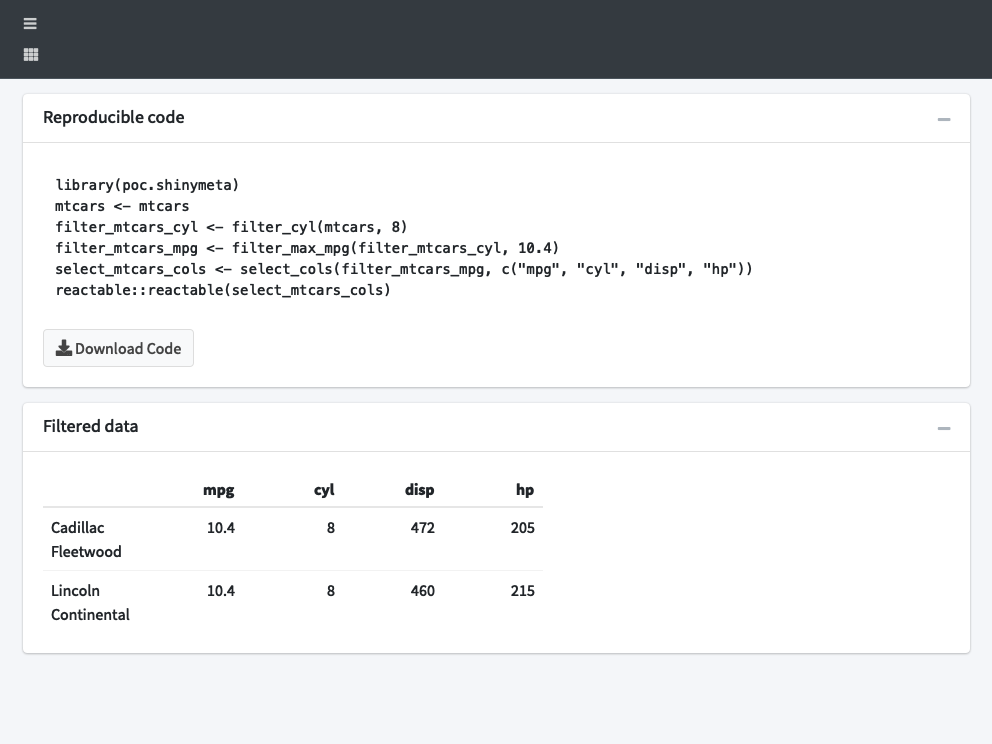 Reproducible code
library(poc.shinymeta)
mtcars <- mtcars
filter_mtcars_cyl <- filter_cyl(mtcars, 8)
filter_mtcars_mpg <- filter_max_mpg(filter_mtcars_cyl, 10.4)
select_mtcars_cols <- select_cols(filter_mtcars_mpg, c("mpg", "cyl", "disp", "hp"))
reactable::reactable(select_mtcars_cols)
Download Code
Filtered data
mpg cyl disp hp
Cadillac 10.4 8 472 205
Fleetwood
Lincoln 10.4 8 460 215
Continental